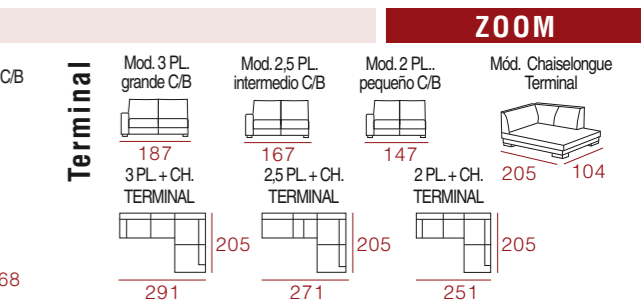 ZOOM
C/B
Terminal
Mod. 3 PL.
grande C/B
187
Mod. 2,5 PL.
intermedio C/B
167
Mod. 2 PL..
pequeño C/B
147
Mód. Chaiselongue
Terminal
205
104
3 PL. + CH.
TERMINAL
205
291
2,5 PL. + CH.
TERMINAL
205
271
2 PL. + CH.
TERMINAL
205
251
68